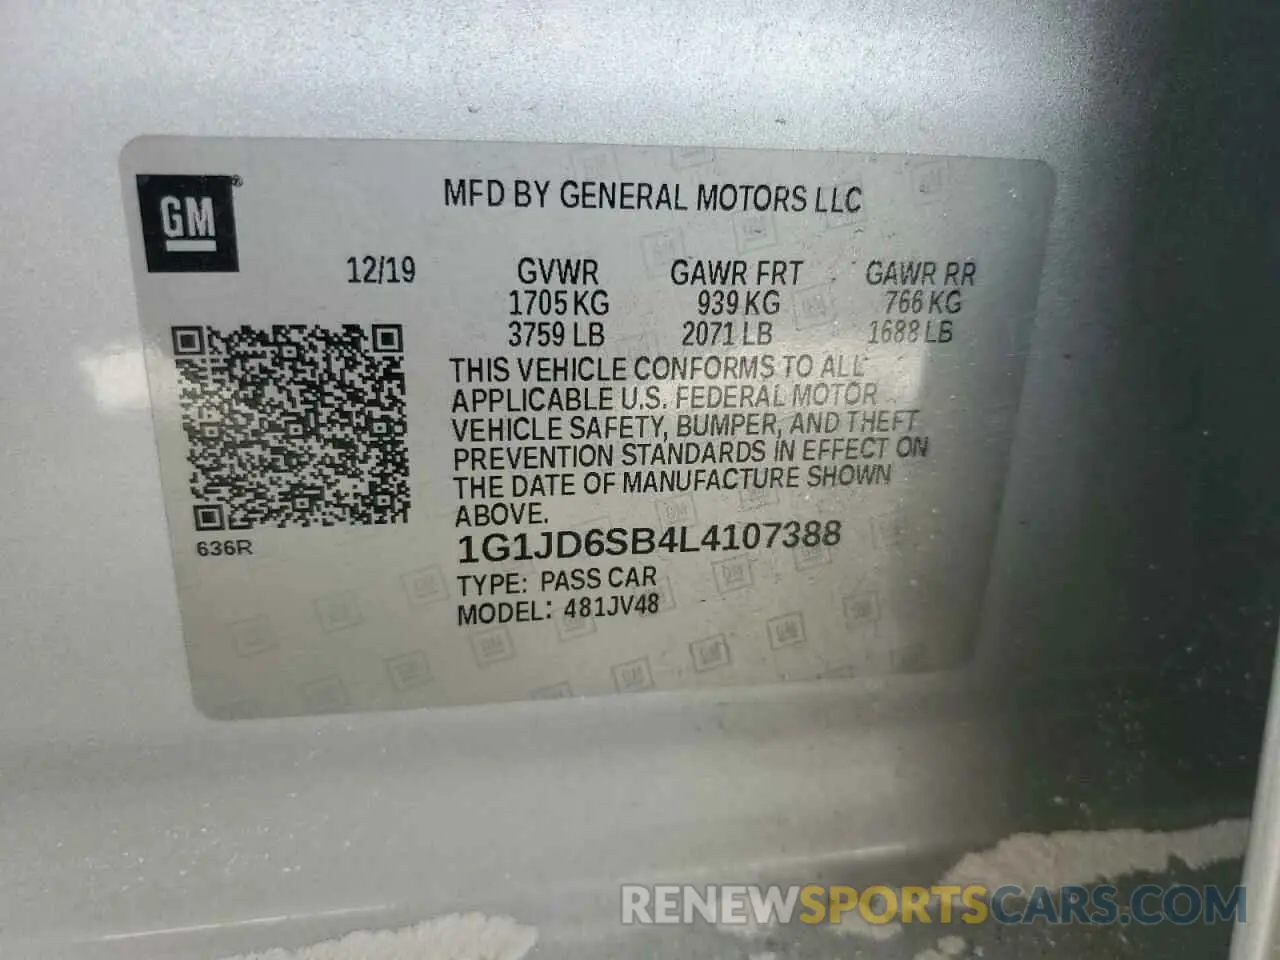 GM®
MFD BY GENERAL MOTORS LLC
12/19 GVWR GAWR FRT GAWR RR
1705 KG 939 KG 766 KG
3759 LB 2071 LB 1688 LB
THIS VEHICLE CONFORMS TO ALL
APPLICABLE U.S. FEDERAL MOTOR
VEHICLE SAFETY, BUMPER, AND THEFT
PREVENTION STANDARDS IN EFFECT ON
THE DATE OF MANUFACTURE SHOWN
ABOVE.
636R
1G1JD6SB4L4107388
TYPE: PASS CAR
MODEL: 481JV48
RENEWSPORTSCARS.COM